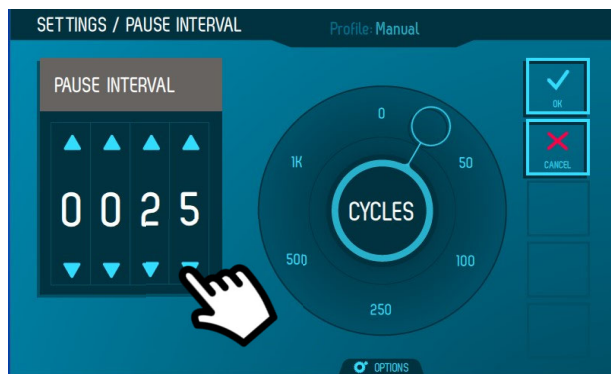 SETTINGS / PAUSE INTERVAL
Profile: Manual
PAUSE INTERVAL
0 0 2 5
0
50
100
250
500
1K
CYCLES
OK
CANCEL
OPTIONS